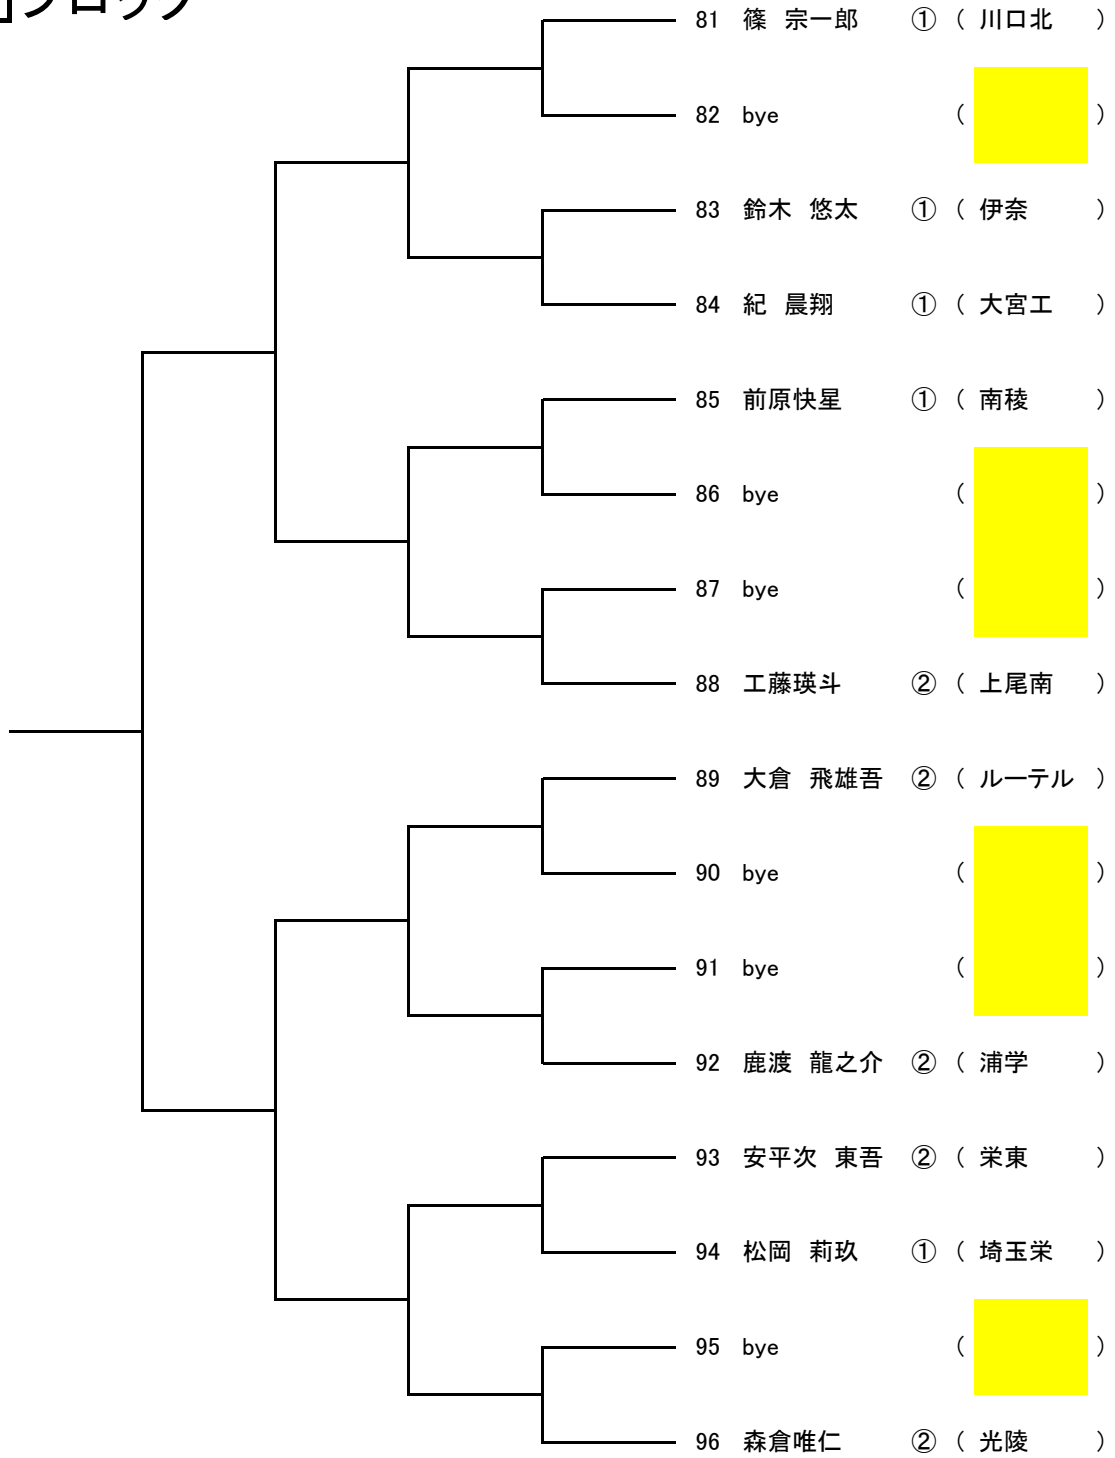 ブロック
81 篠 宗一郎 ① ( 川口北 )
82 bye ( )
83 鈴木 悠太 ① ( 伊奈 )
84 紀 晨翔 ① ( 大宮工 )
85 前原快星 ① ( 南稜 )
86 bye ( )
87 bye ( )
88 工藤瑛斗 ② ( 上尾南 )
89 大倉 飛雄吾 ② ( ルーテル )
90 bye ( )
91 bye ( )
92 鹿渡 龍之介 ② ( 浦学 )
93 安平次 東吾 ② ( 栄東 )
94 松岡 莉玖 ① ( 埼玉栄 )
95 bye ( )
96 森倉唯仁 ② ( 光陵 )